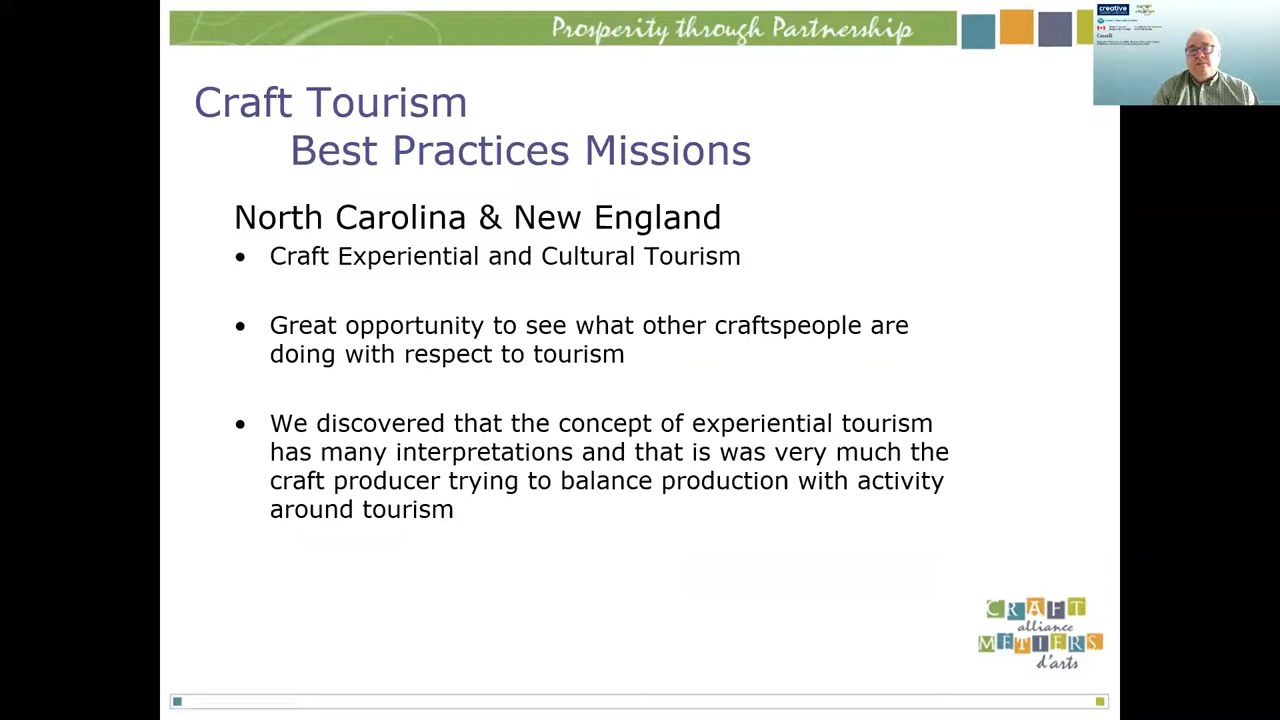 Prosperity through Partnership
creative
Canada
Craft Tourism
Best Practices Missions
North Carolina & New England
• Craft Experiential and Cultural Tourism
• Great opportunity to see what other craftspeople are
doing with respect to tourism
• We discovered that the concept of experiential tourism
has many interpretations and that is was very much the
craft producer trying to balance production with activity
around tourism
CRAFT
alliance
METIERS
d'arts